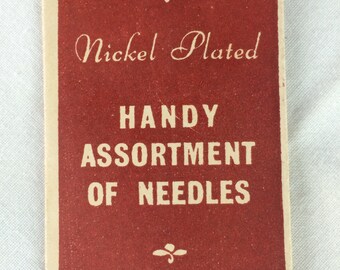 Nickel Plated
HANDY
ASSORTMENT
OF NEEDLES